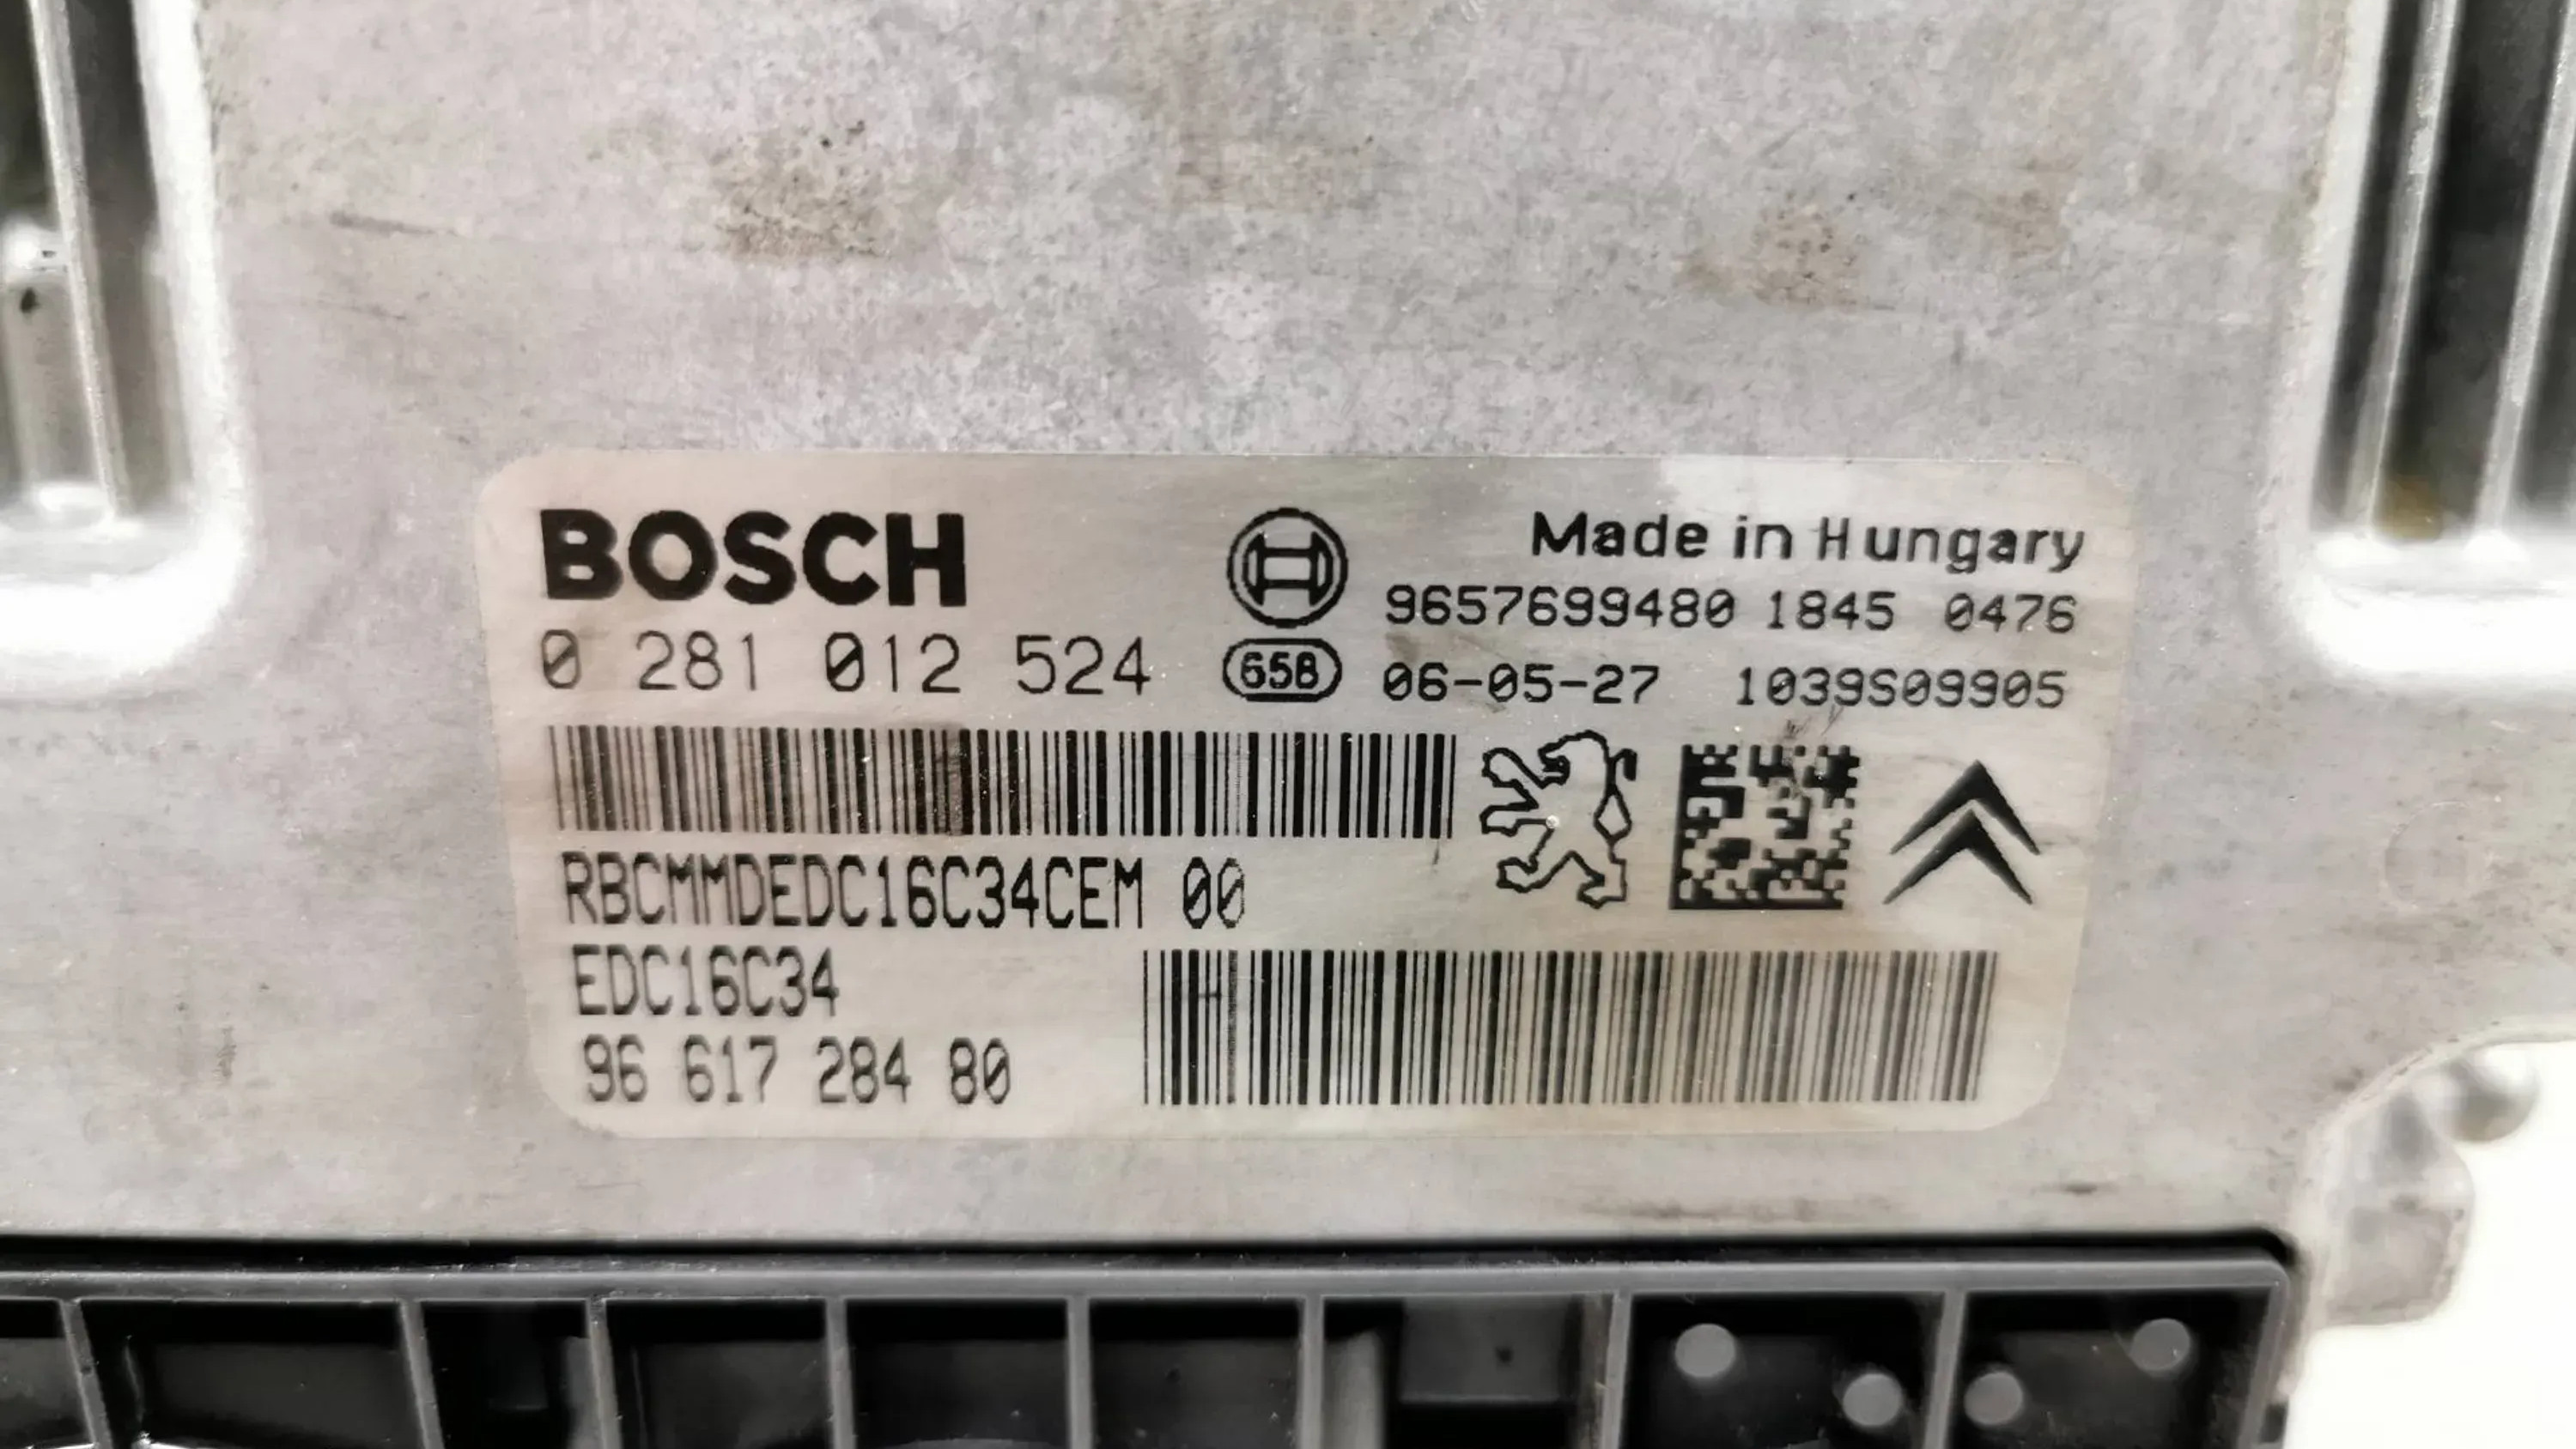 BOSCH
Made in Hungary
9657699480 1845 0476
0 281 012 524
658 06-05-27 1039S09905
RBCMMDEDC16C34CEM 00
EDC16C34
96 617 284 80